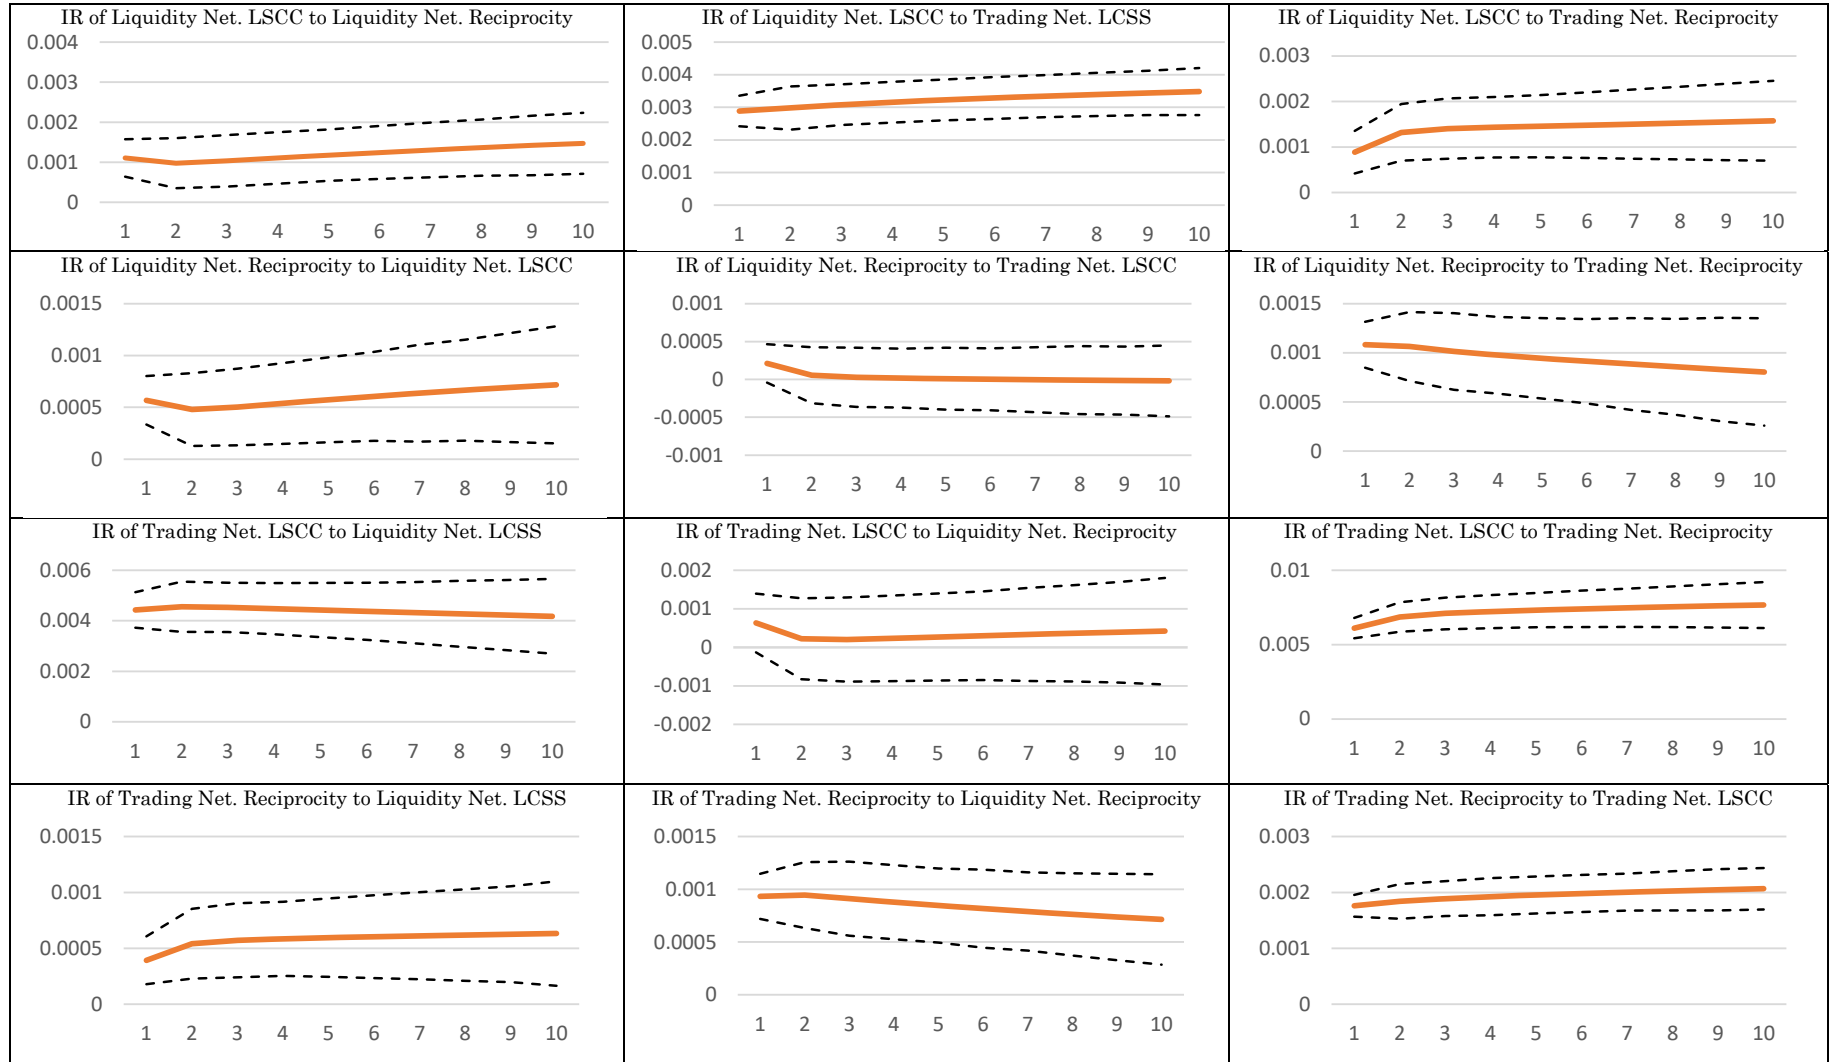 IR of Liquidity Net. LSCC to Liquidity Net. Reciprocity
0.004
0.003
0.002
0.001
0
1 2 3 4 5 6 7 8 9 10
IR of Liquidity Net. LSCC to Trading Net. LCSS
0.005
0.004
0.003
0.002
0.001
0
1 2 3 4 5 6 7 8 9 10
IR of Liquidity Net. LSCC to Trading Net. Reciprocity
0.003
0.002
0.001
0
1 2 3 4 5 6 7 8 9 10
IR of Liquidity Net. Reciprocity to Liquidity Net. LSCC
0.0015
0.001
0.0005
0
1 2 3 4 5 6 7 8 9 10
IR of Liquidity Net. Reciprocity to Trading Net. LSCC
0.001
0.0005
0
-0.0005
-0.001
1 2 3 4 5 6 7 8 9 10
IR of Liquidity Net. Reciprocity to Trading Net. Reciprocity
0.0015
0.001
0.0005
0
1 2 3 4 5 6 7 8 9 10
IR of Trading Net. LSCC to Liquidity Net. LCSS
0.006
0.004
0.002
0
1 2 3 4 5 6 7 8 9 10
IR of Trading Net. LSCC to Liquidity Net. Reciprocity
0.002
0.001
0
-0.001
-0.002
1 2 3 4 5 6 7 8 9 10
IR of Trading Net. LSCC to Trading Net. Reciprocity
0.01
0.005
0
1 2 3 4 5 6 7 8 9 10
IR of Trading Net. Reciprocity to Liquidity Net. LCSS
0.0015
0.001
0.0005
0
1 2 3 4 5 6 7 8 9 10
IR of Trading Net. Reciprocity to Liquidity Net. Reciprocity
0.0015
0.001
0.0005
0
1 2 3 4 5 6 7 8 9 10
IR of Trading Net. Reciprocity to Trading Net. LSCC
0.003
0.002
0.001
0
1 2 3 4 5 6 7 8 9 10